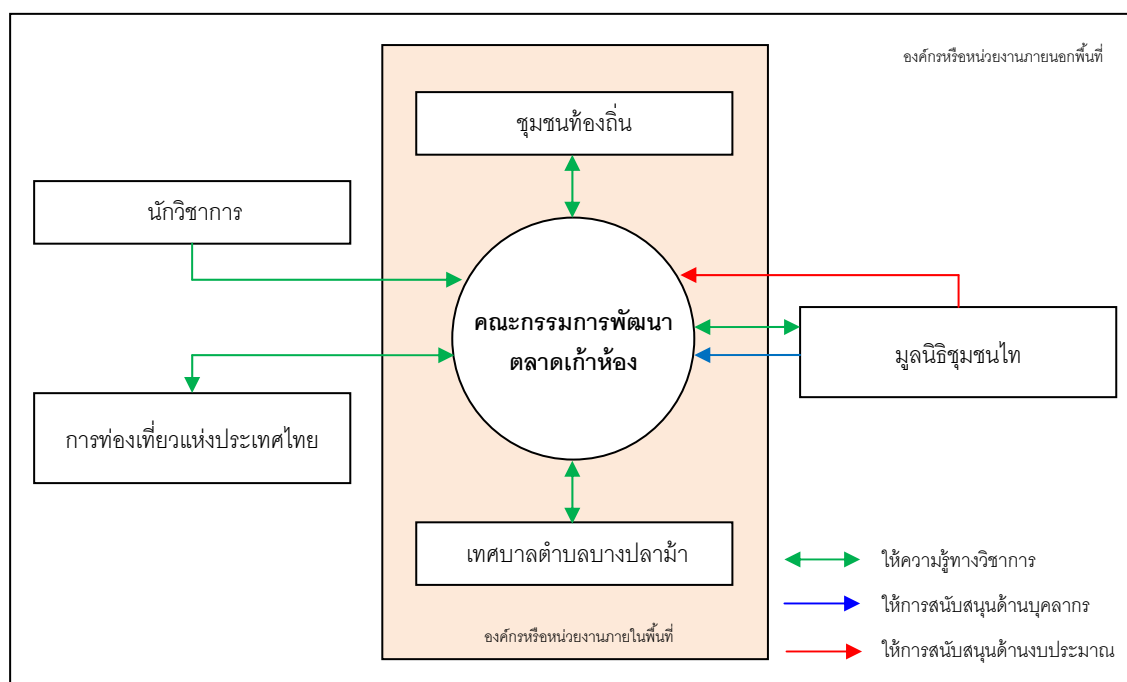 องค์กรหรือหน่วยงานภายนอกพื้นที่
ชุมชนท้องถิ่น
นักวิชาการ
คณะกรรมการพัฒนา
ตลาดเก้าห้อง
มูลนิธิชุมชนไท
การท่องเที่ยวแห่งประเทศไทย
เทศบาลตำบลบางปลาม้า
องค์กรหรือหน่วยงานภายในพื้นที่
ให้ความรู้ทางวิชาการ
ให้การสนับสนุนด้านบุคลากร
ให้การสนับสนุนด้านงบประมาณ